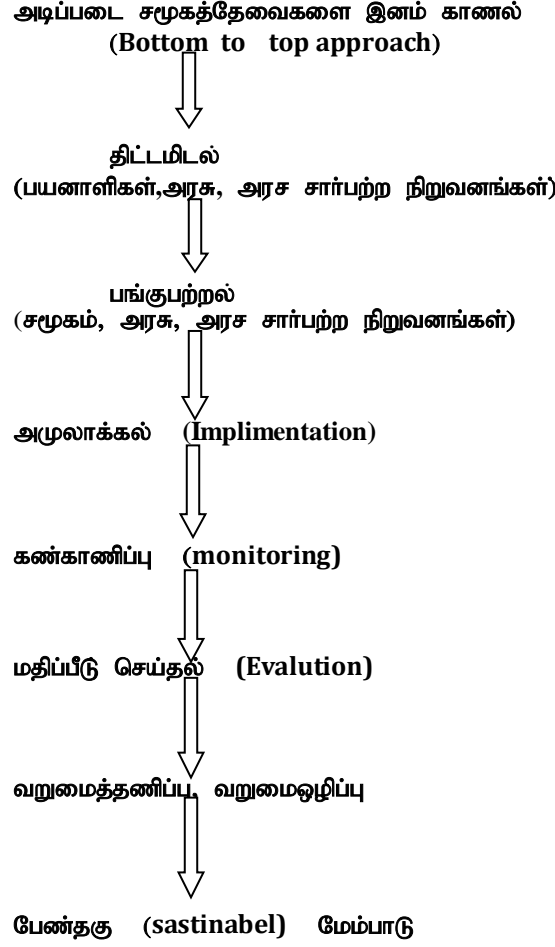 அடிப்படை சமூகத்தேவைகளை இனம் காணல்
(Bottom to top approach)
திட்டமிடல்
(பயனாளிகள்,அரசு, அரச சார்பற்ற நிறுவனங்கள்)
பங்குபற்றல்
(சமூகம், அரசு, அரச சார்பற்ற நிறுவனங்கள்)
அமுலாக்கல் (Implimentation)
கண்காணிப்பு (monitoring)
மதிப்பீடு செய்தல் (Evalution)
வறுமைத்தணிப்பு, வறுமைஒழிப்பு
பேண்தகு (sastinabel) மேம்பாடு